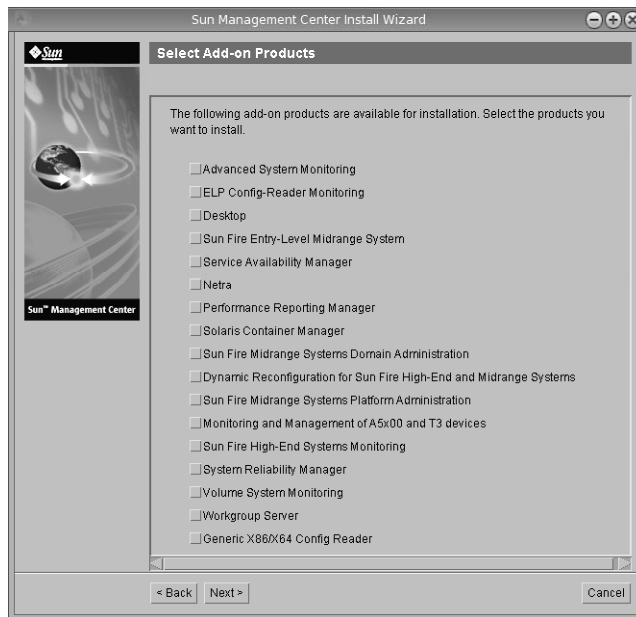 Sun Management Center Install Wizard
Sun
Select Add-on Products
The following add-on products are available for installation. Select the products you
want to install.
Advanced System Monitoring
ELP Config-Reader Monitoring
Desktop
Sun Fire Entry-Level Midrange System
Service Availability Manager
Netra
Performance Reporting Manager
Solaris Container Manager
Sun Fire Midrange Systems Domain Administration
Dynamic Reconfiguration for Sun Fire High-End and Midrange Systems
Sun Fire Midrange Systems Platform Administration
Monitoring and Management of A5x00 and T3 devices
Sun Fire High-End Systems Monitoring
System Reliability Manager
Volume System Monitoring
Workgroup Server
Generic X86/X64 Config Reader
Sun™ Management Center
< Back Next > Cancel